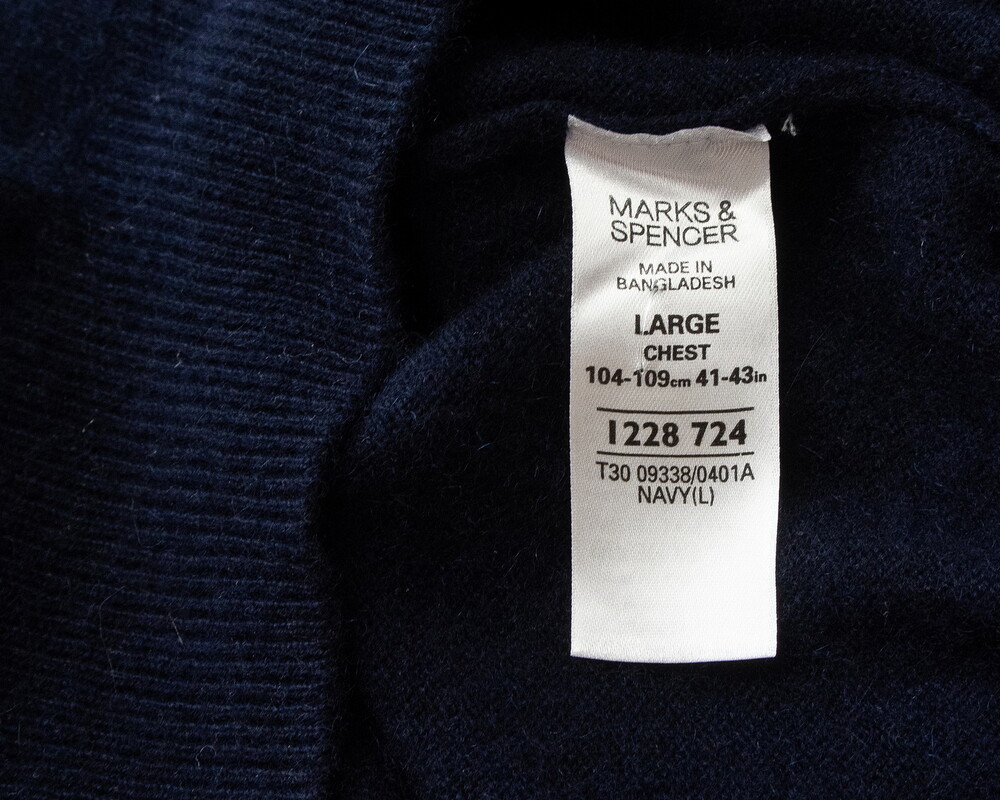 MARKS &
SPENCER
MADE IN
BANGLADESH
LARGE
CHEST
104-109cm 41-43in
1228 724
T30 09338/0401A
NAVY(L)